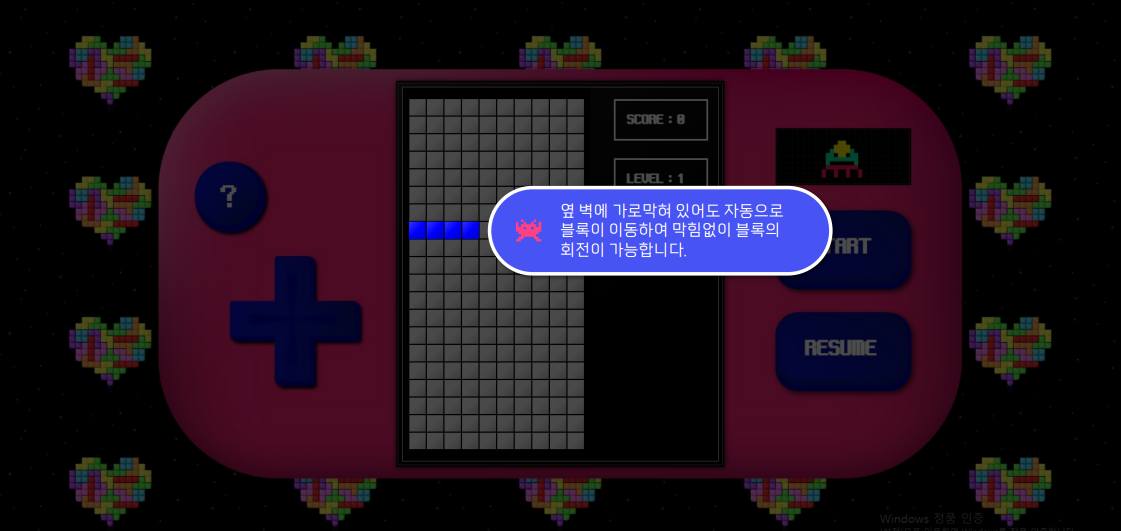 ?
SCORE : 0
LEVEL : 1
옆 벽에 가로막혀 있어도 자동으로
블록이 이동하여 막힘없이 블록의
회전이 가능합니다.
TART
RESUME
Windows 정품 인증